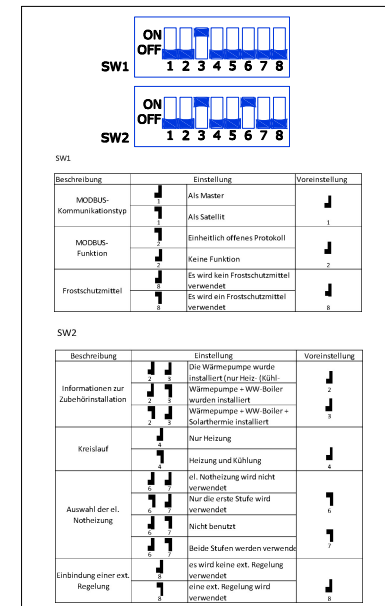 ON
OFF
SW1 1 2 3 4 5 6 7 8
ON
OFF
SW2 1 2 3 4 5 6 7 8
SW1
Beschreibung Einstellung Voreinstellung
MODBUS-
Kommunikationstyp
1 Als Master
1 Als Satellit
1
MODBUS-
Funktion
2 Einheitlich offenes Protokoll
2 Keine Funktion
2
Frostschutzmittel
8 Es wird kein Frostschutzmittel
verwendet
8 Es wird ein Frostschutzmittel
verwendet
8
SW2
Beschreibung Einstellung Voreinstellung
Informationen zur
Zubehörinstallation
2 3 Die Wärmepumpe wurde
installiert (nur Heiz- (Kühl-
2 3 Wärmepumpe + WW-Boiler
wurden installiert
2 3 Wärmepumpe + WW-Boiler +
Solarthermie installiert
2
3
Kreislauf
4 Nur Heizung
4 Heizung und Kühlung
4
Auswahl der el.
Notheizung
6 7 el. Notheizung wird nicht
verwendet
6 7 Nur die erste Stufe wird
verwendet
6 7 Nicht benutzt
6 7 Beide Stufen werden verwende
6
7
Einbindung einer ext.
Regelung
8 es wird keine ext. Regelung
verwendet
8 eine ext. Regelung wird
verwendet
8